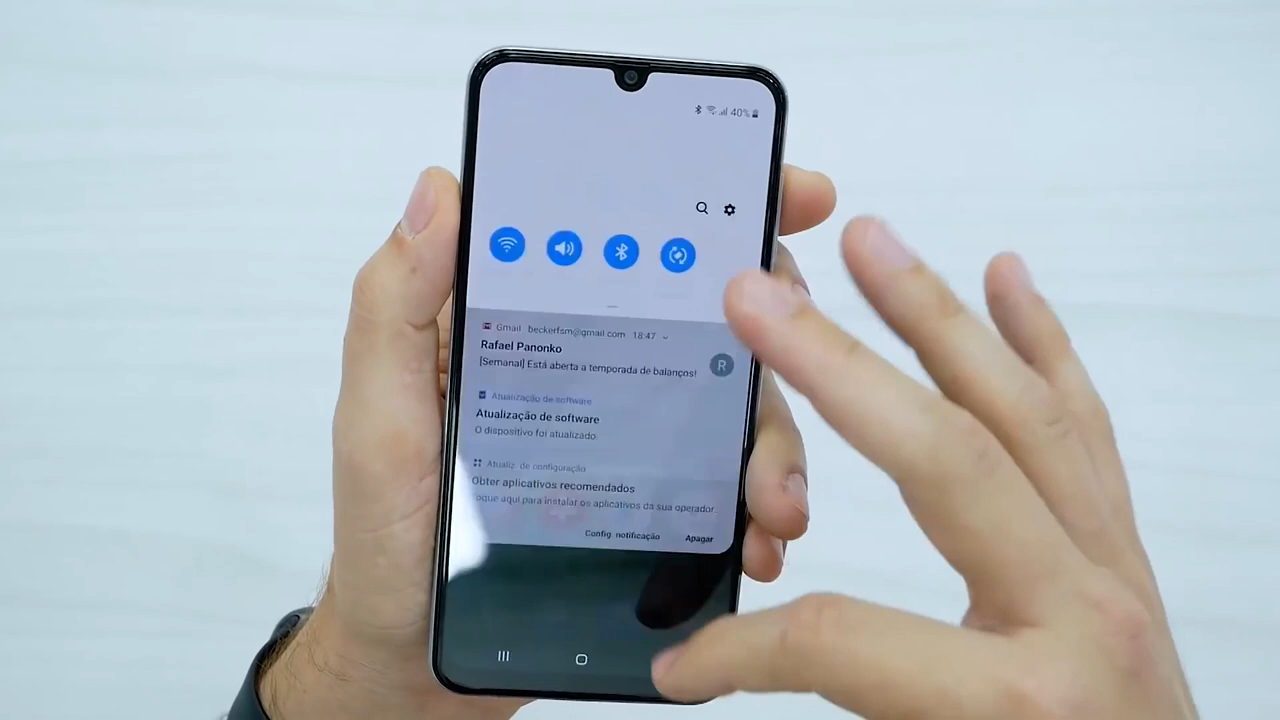 40%
Gmail beckerfsm@gmail.com 18:47
Rafael Panonko
[Semanal] Está aberta a temporada de balanços!
R
Atualização de software
Atualização de software
O dispositivo foi atualizado.
Atualiz. de configuração
Obter aplicativos recomendados
Toque aqui para instalar os aplicativos da sua operador.
Config. notificação Apagar